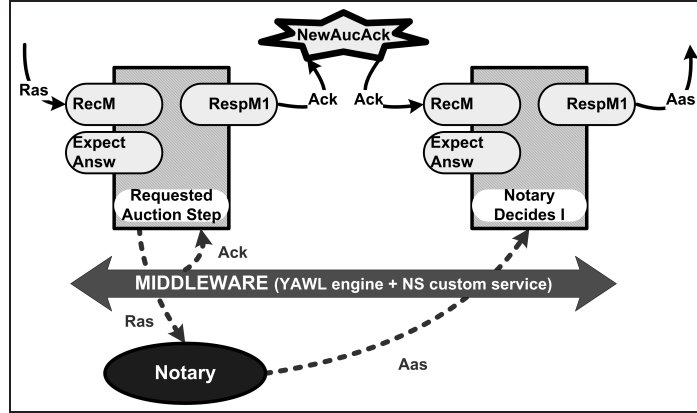 NewAucAck
Ras
RecM
RespM1
Ack
Ack
RecM
RespM1
Aas
Expect
Answ
Expect
Answ
Requested
Auction Step
Notary
Decides I
Ack
MIDDLEWARE (YAWL engine + NS custom service)
Ras
Notary
Aas